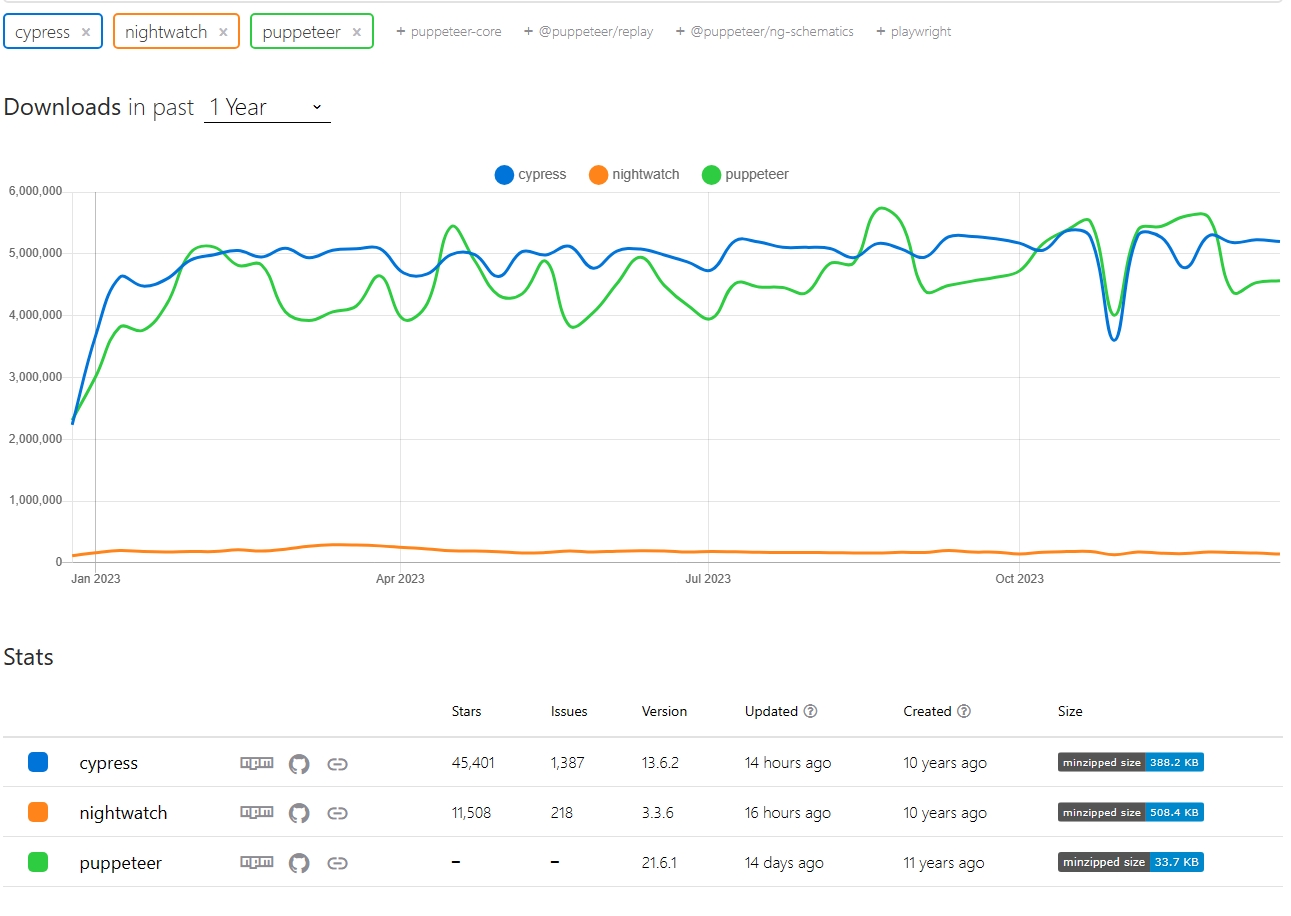 cypress × nightwatch × puppeteer × + puppeteer-core + @puppeteer/replay + @puppeteer/ng-schematics + playwright
Downloads in past 1 Year
cypress nightwatch puppeteer
6,000,000
5,000,000
4,000,000
3,000,000
2,000,000
1,000,000
0
Jan 2023 Apr 2023 Jul 2023 Oct 2023
Stats
Stars Issues Version Updated ? Created ? Size
cypress npm 45,401 1,387 13.6.2 14 hours ago 10 years ago minzipped size 388.2 KB
nightwatch npm 11,508 218 3.3.6 16 hours ago 10 years ago minzipped size 508.4 KB
puppeteer npm – – 21.6.1 14 days ago 11 years ago minzipped size 33.7 KB